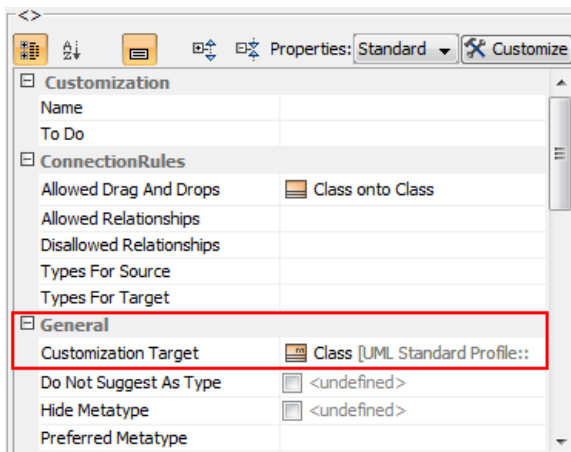 <>
Properties: Standard Customize
Customization
Name
To Do
ConnectionRules
Allowed Drag And Drops Class onto Class
Allowed Relationships
Disallowed Relationships
Types For Source
Types For Target
General
Customization Target Class [UML Standard Profile::
Do Not Suggest As Type <undefined>
Hide Metatype <undefined>
Preferred Metatype